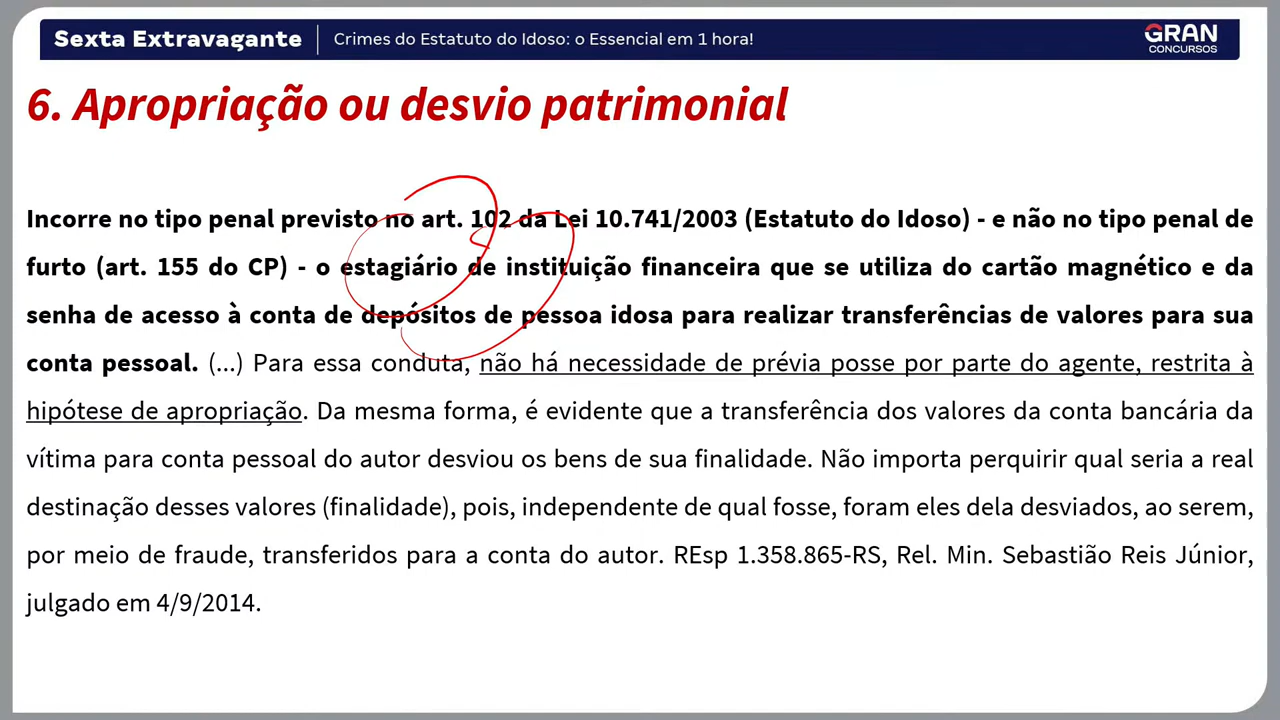 Sexta Extravagante | Crimes do Estatuto do Idoso: o Essencial em 1 hora!
GRAN
CONCURSOS
6. Apropriação ou desvio patrimonial
Incorre no tipo penal previsto no art. 102 da Lei 10.741/2003 (Estatuto do Idoso) - e não no tipo penal de
furto (art. 155 do CP) - o estagiário de instituição financeira que se utiliza do cartão magnético e da
senha de acesso à conta de depósitos de pessoa idosa para realizar transferências de valores para sua
conta pessoal. (...) Para essa conduta, não há necessidade de prévia posse por parte do agente, restrita à
hipótese de apropriação. Da mesma forma, é evidente que a transferência dos valores da conta bancária da
vítima para conta pessoal do autor desviou os bens de sua finalidade. Não importa perquirir qual seria a real
destinação desses valores (finalidade), pois, independente de qual fosse, foram eles dela desviados, ao serem,
por meio de fraude, transferidos para a conta do autor. REsp 1.358.865-RS, Rel. Min. Sebastião Reis Júnior,
julgado em 4/9/2014.